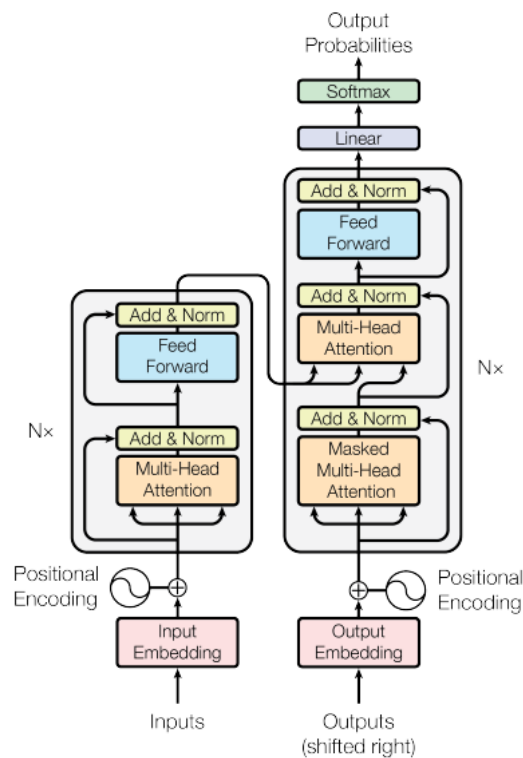 Output
Probabilities
Softmax
Linear
Add & Norm
Feed
Forward
Add & Norm
Multi-Head
Attention
Nx
Add & Norm
Masked
Multi-Head
Attention
Add & Norm
Feed
Forward
Nx
Add & Norm
Multi-Head
Attention
Positional
Encoding
Positional
Encoding
Input
Embedding
Output
Embedding
Inputs
Outputs
(shifted right)